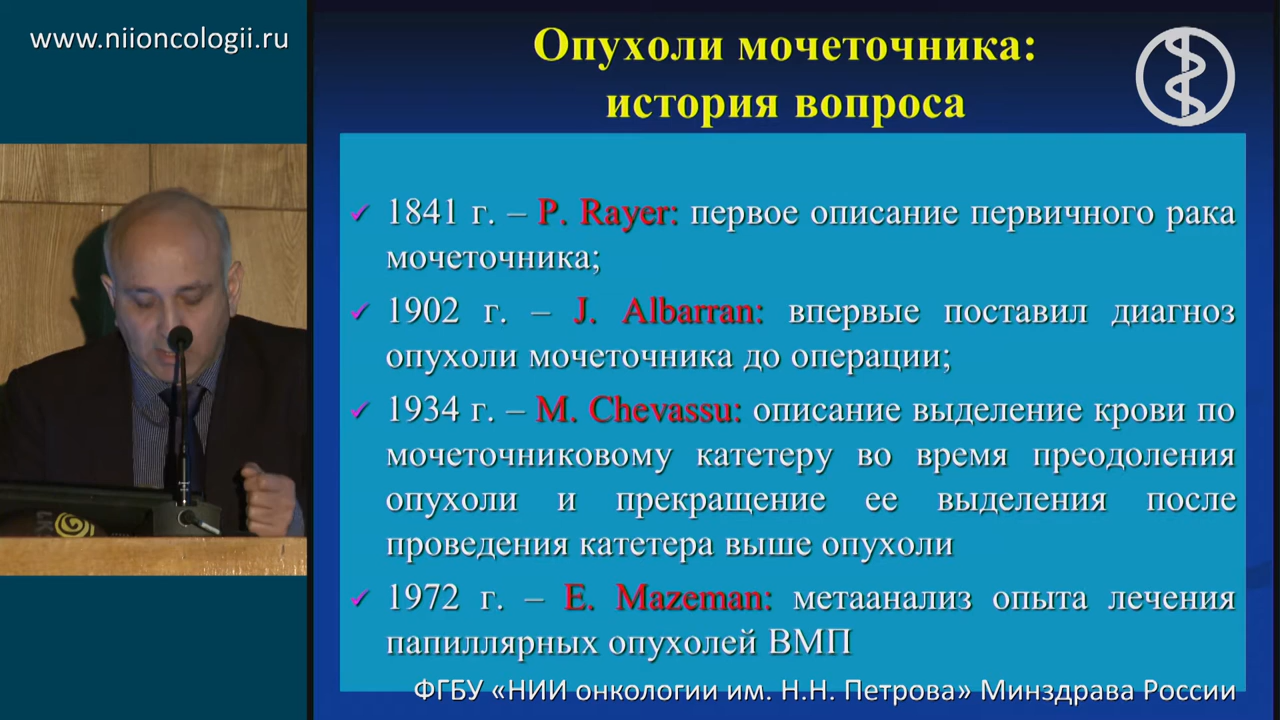 www.niioncologii.ru
Опухоли мочеточника:
история вопроса
1841 г. – P. Rayer: первое описание первичного рака
мочеточника;
1902 г. – J. Albarran: впервые поставил диагноз
опухоли мочеточника до операции;
1934 г. – M. Chevassu: описание выделение крови по
мочеточниковому катетеру во время преодоления
опухоли и прекращение ее выделения после
проведения катетера выше опухоли
1972 г. – E. Mazeman: метаанализ опыта лечения
папиллярных опухолей ВМП
ФГБУ «НИИ онкологии им. Н.Н. Петрова» Минздрава России